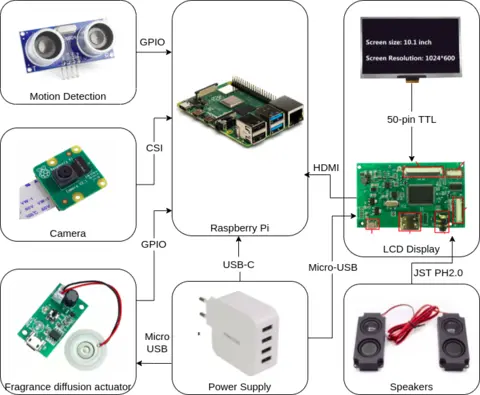 GPIO
Screen size: 10.1 inch
Screen Resolution: 1024*600
Motion Detection
50-pin TTL
CSI
HDMI
Camera
GPIO
Raspberry Pi
LCD Display
USB-C
Micro-USB
JST PH2.0
Micro
USB
Fragrance diffusion actuator
Power Supply
Speakers